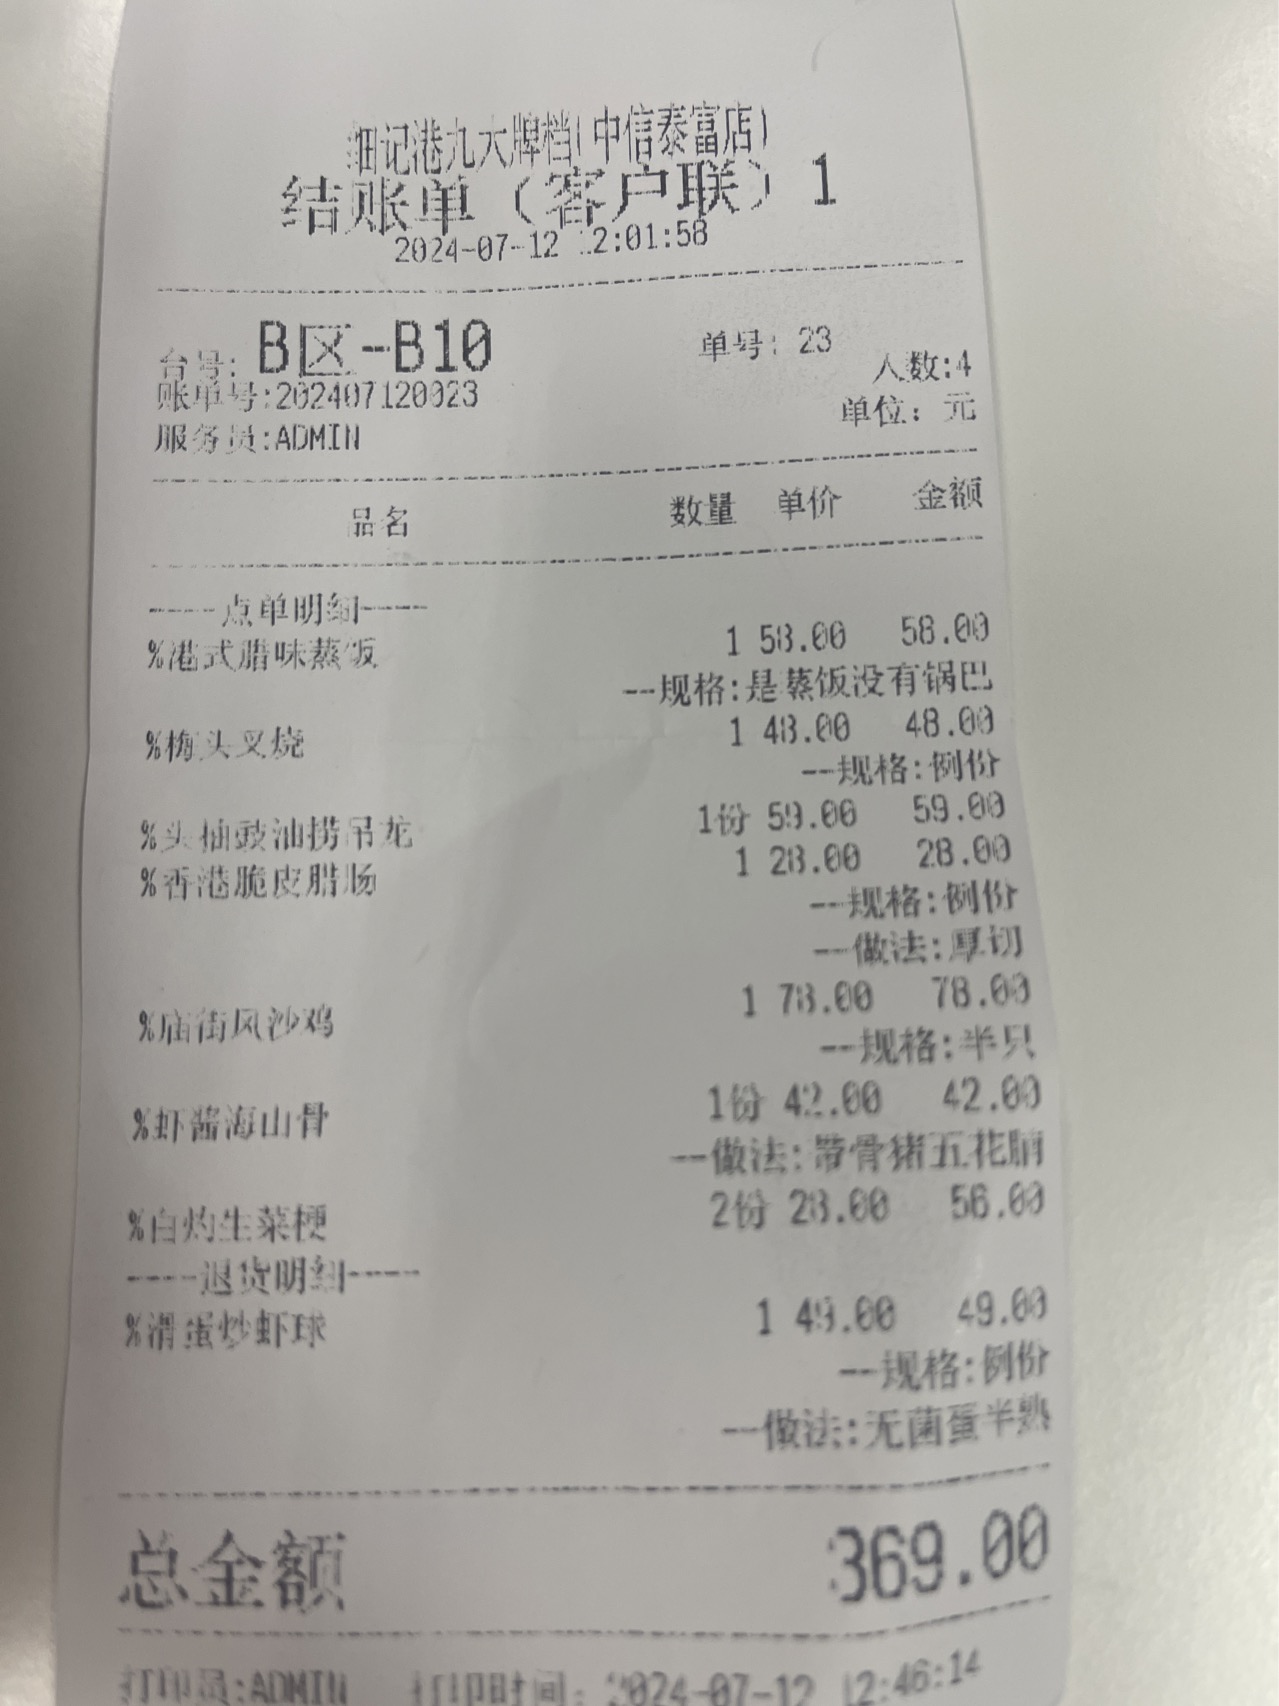 细记港九大牌档(中信泰富店)
结账单（客户联）1
2024-07-12 12:01:58
台号: B区-B10 单号: 23
人数:4
账单号:202407120023
单位: 元
服务员:ADMIN
品名 数量 单价 金额
----点单明细----
%港式腊味蒸饭 1 58.00 58.00
--规格:是蒸饭没有锅巴
%梅头叉烧 1 48.00 48.00
--规格:例份
%头抽豉油捞吊龙 1份 59.00 59.00
%香港脆皮腊肠 1 28.00 28.00
--规格:例份
--做法:厚切
%庙街风沙鸡 1 78.00 78.00
--规格:半只
%虾酱海山骨 1份 42.00 42.00
--做法:带骨猪五花腩
%白灼生菜梗 2份 28.00 56.00
----退货明细----
%滑蛋炒虾球 1 49.00 49.00
--规格:例份
--做法:无菌蛋半熟
总金额 369.00
打印员:ADMIN 打印时间: 2024-07-12 12:46:14